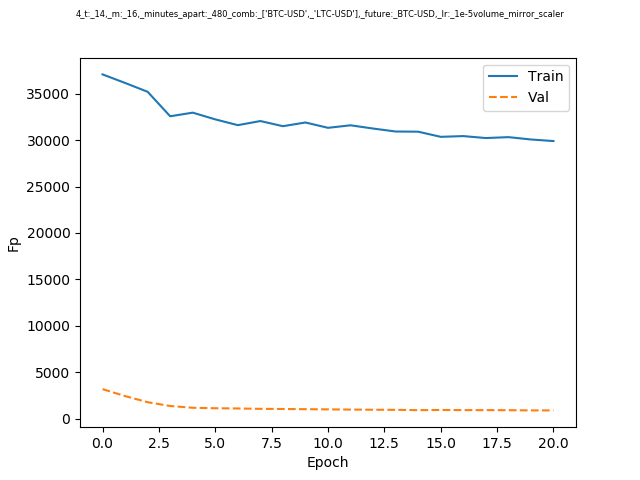 4_t:_14,_m:_16,_minutes_apart:_480_comb:_['BTC-USD',_'LTC-USD'],_future:_BTC-USD,_lr:_1e-5volume_mirror_scaler
Train
Val
35000
30000
25000
20000
15000
10000
5000
0
Fp
0.0 2.5 5.0 7.5 10.0 12.5 15.0 17.5 20.0
Epoch